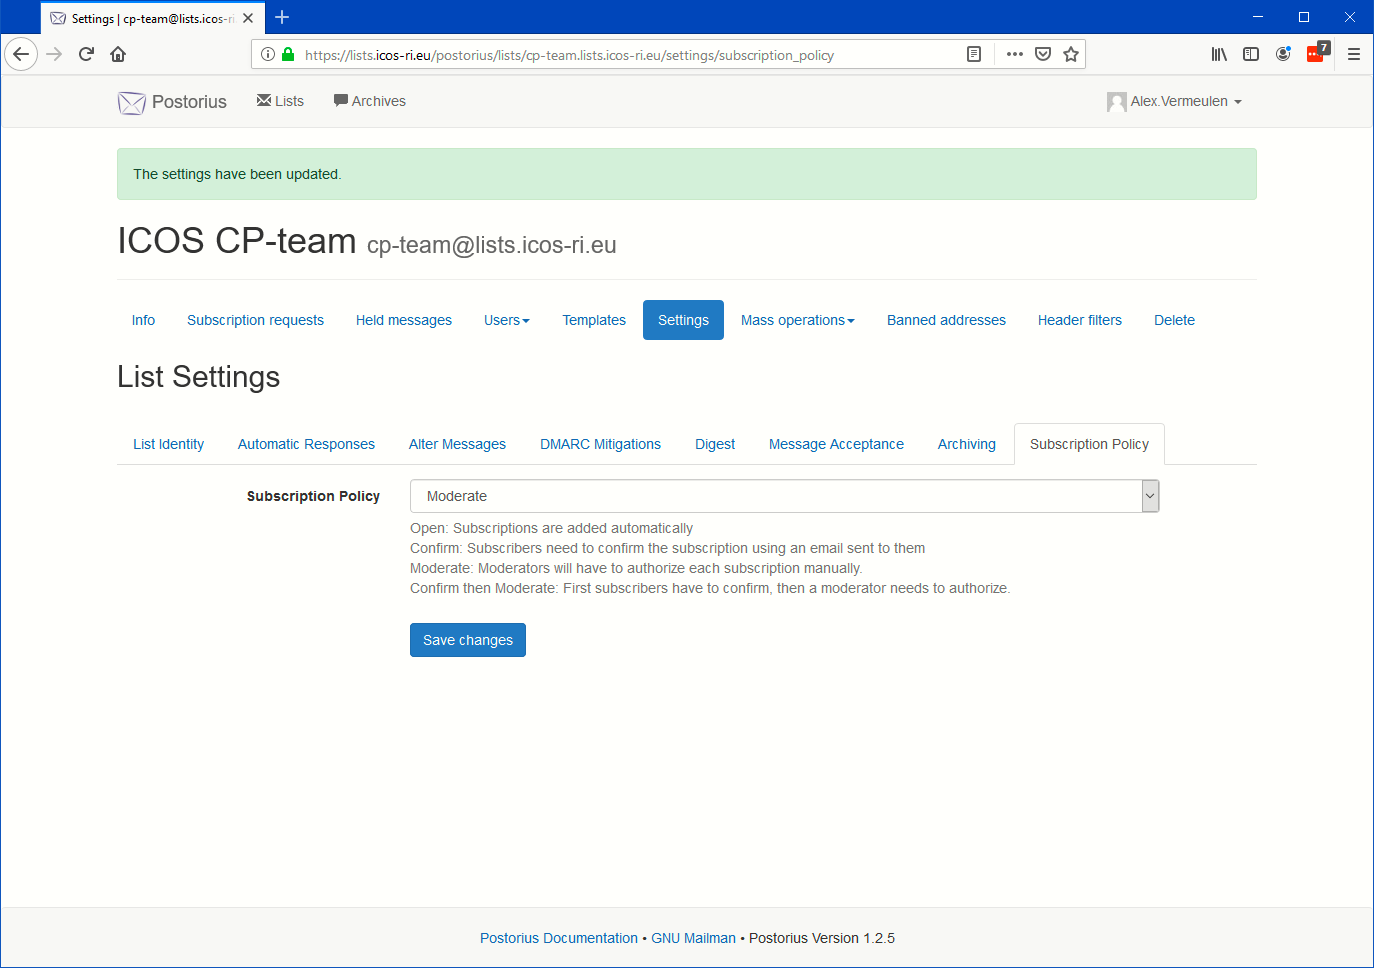 Settings | cp-team@lists.icos-ri
https://lists.icos-ri.eu/postorius/lists/cp-team.lists.icos-ri.eu/settings/subscription_policy
7
Postorius Lists Archives Alex.Vermeulen
The settings have been updated.
ICOS CP-team cp-team@lists.icos-ri.eu
Info Subscription requests Held messages Users Templates Settings Mass operations Banned addresses Header filters Delete
List Settings
List Identity Automatic Responses Alter Messages DMARC Mitigations Digest Message Acceptance Archiving Subscription Policy
Subscription Policy Moderate
Open: Subscriptions are added automatically
Confirm: Subscribers need to confirm the subscription using an email sent to them
Moderate: Moderators will have to authorize each subscription manually.
Confirm then Moderate: First subscribers have to confirm, then a moderator needs to authorize.
Save changes
Postorius Documentation • GNU Mailman • Postorius Version 1.2.5